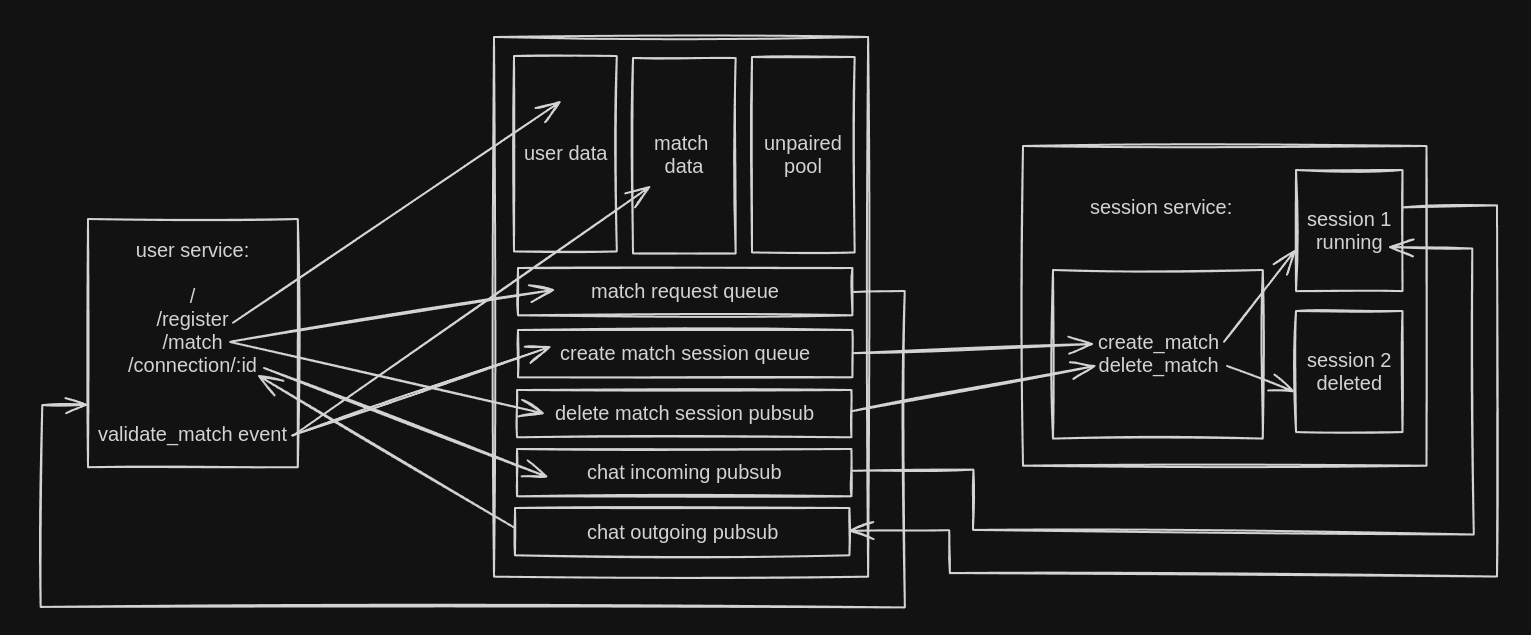 user service:
/
/register
/match
/connection/:id
validate_match event
user data
match
data
unpaired
pool
match request queue
create match session queue
delete match session pubsub
chat incoming pubsub
chat outgoing pubsub
session service:
create_match
delete_match
session 1
running
session 2
deleted